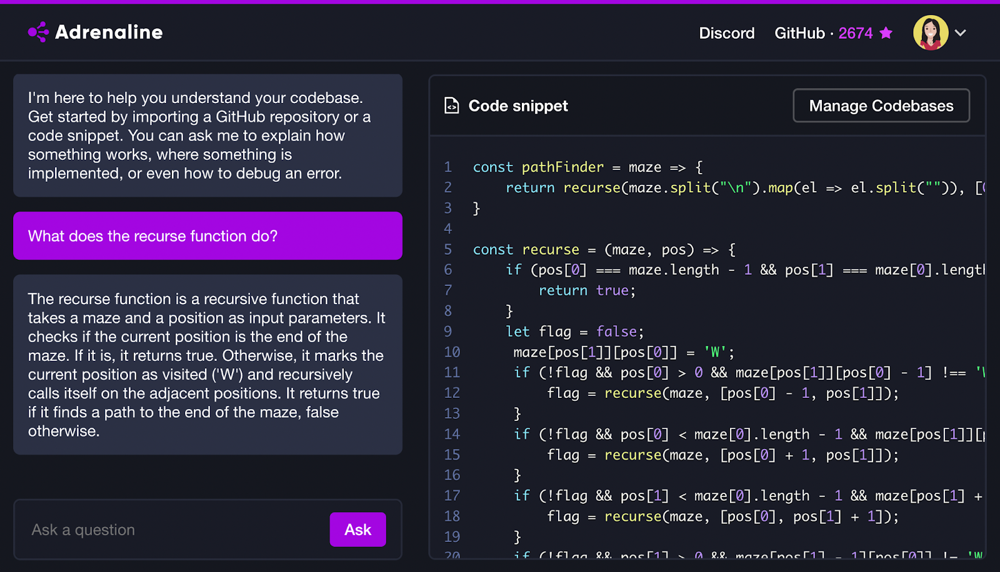 Adrenaline
Discord GitHub · 2674
I'm here to help you understand your codebase.
Get started by importing a GitHub repository or a
code snippet. You can ask me to explain how
something works, where something is
implemented, or even how to debug an error.
What does the recurse function do?
The recurse function is a recursive function that
takes a maze and a position as input parameters. It
checks if the current position is the end of the
maze. If it is, it returns true. Otherwise, it marks the
current position as visited ('W') and recursively
calls itself on the adjacent positions. It returns true
if it finds a path to the end of the maze, false
otherwise.
Ask a question
Ask
Code snippet
Manage Codebases
1 const pathFinder = maze => {
2 return recurse(maze.split("\n").map(el => el.split("")), [
3 }
4
5 const recurse = (maze, pos) => {
6 if (pos[0] === maze.length - 1 && pos[1] === maze[0].length
7 return true;
8 }
9 let flag = false;
10 maze[pos[1]][pos[0]] = 'W';
11 if (!flag && pos[0] > 0 && maze[pos[1]][pos[0] - 1] !== '
12 flag = recurse(maze, [pos[0] - 1, pos[1]]);
13 }
14 if (!flag && pos[0] < maze[0].length - 1 && maze[pos[1]][
15 flag = recurse(maze, [pos[0] + 1, pos[1]]);
16 }
17 if (!flag && pos[1] < maze[0].length - 1 && maze[pos[1] +
18 flag = recurse(maze, [pos[0], pos[1] + 1]);
19 }
20 if (!flag && pos[1] > 0 && maze[pos[1] - 1][pos[0]] != 'W